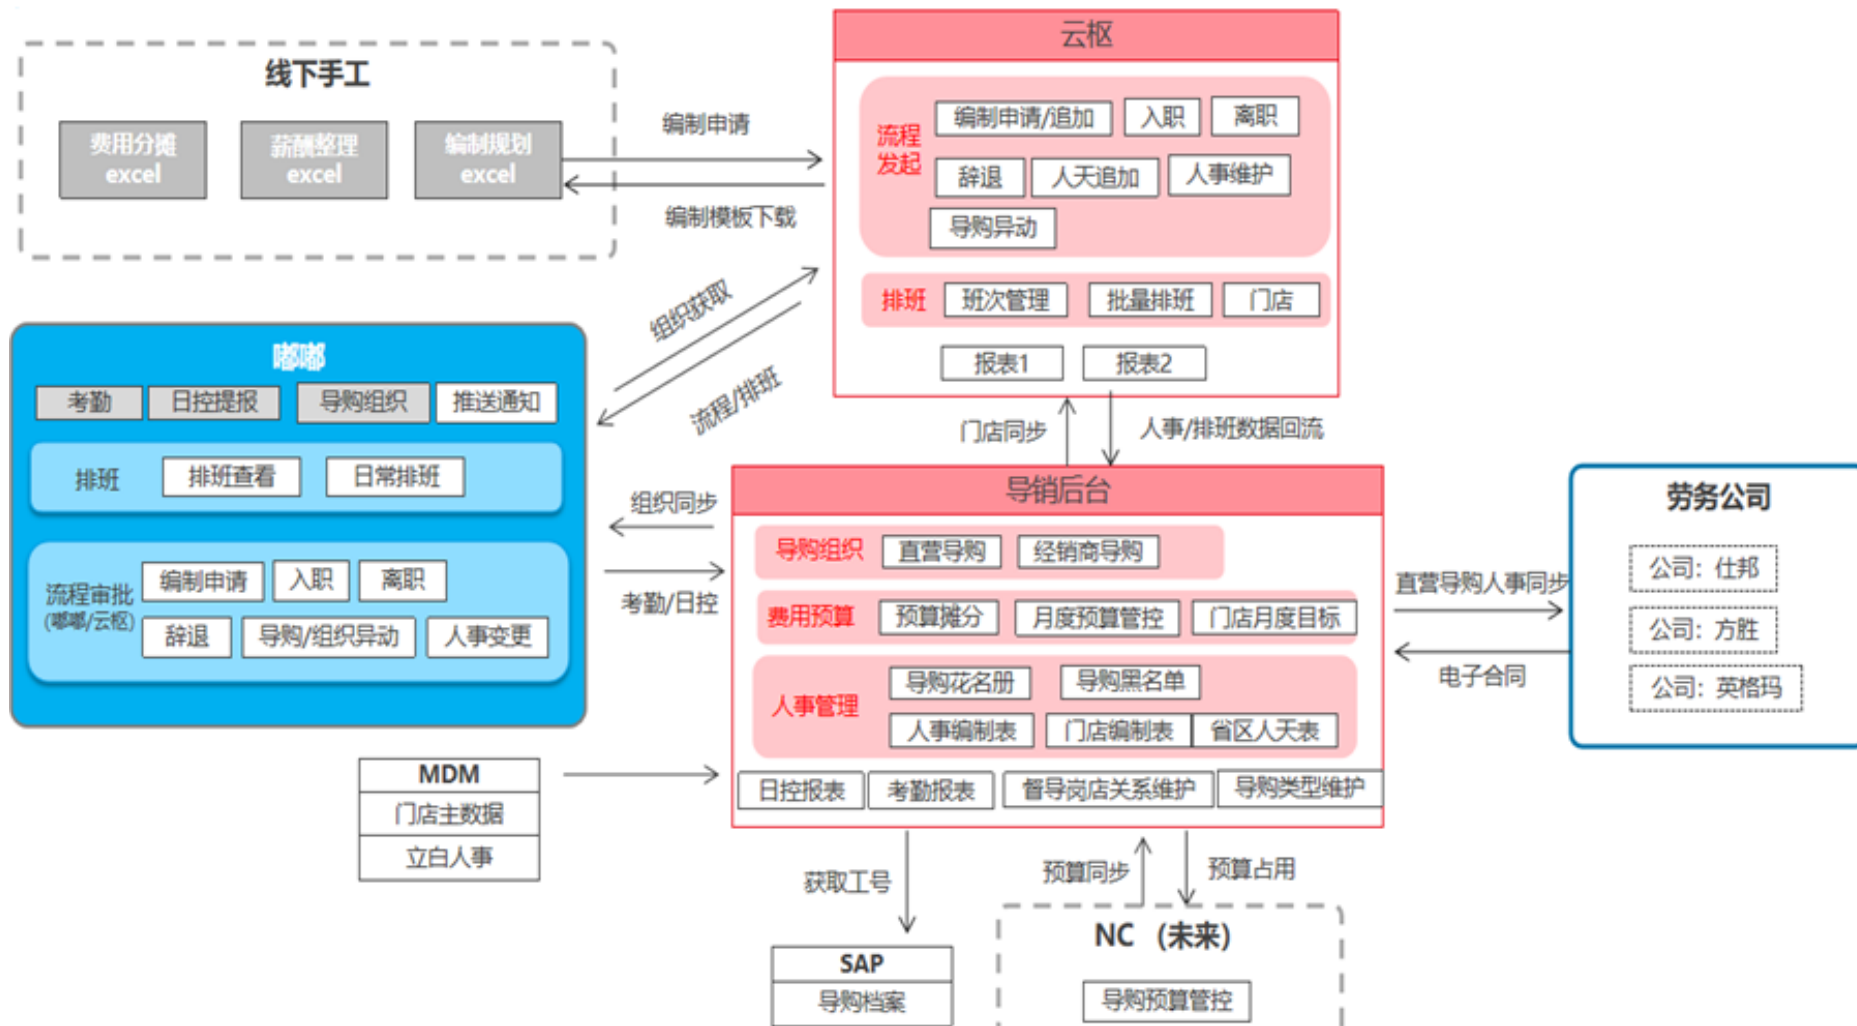 线下手工
费用分摊
excel
薪酬整理
excel
编制规划
excel
编制申请
编制模板下载
云枢
流程
发起
编制申请/追加
入职
离职
辞退
人天追加
人事维护
导购异动
排班
班次管理
批量排班
门店
报表1
报表2
组织获取
流程/排班
门店同步
人事/排班数据回流
嘟嘟
考勤
日控提报
导购组织
推送通知
排班
排班查看
日常排班
流程审批
(嘟嘟/云枢)
编制申请
入职
离职
辞退
导购/组织异动
人事变更
组织同步
考勤/日控
导销后台
导购组织
直营导购
经销商导购
费用预算
预算摊分
月度预算管控
门店月度目标
人事管理
导购花名册
导购黑名单
人事编制表
门店编制表
省区人天表
日控报表
考勤报表
督导岗店关系维护
导购类型维护
直营导购人事同步
电子合同
劳务公司
公司：仕邦
公司：方胜
公司：英格玛
MDM
门店主数据
立白人事
获取工号
预算同步
预算占用
SAP
导购档案
NC（未来）
导购预算管控